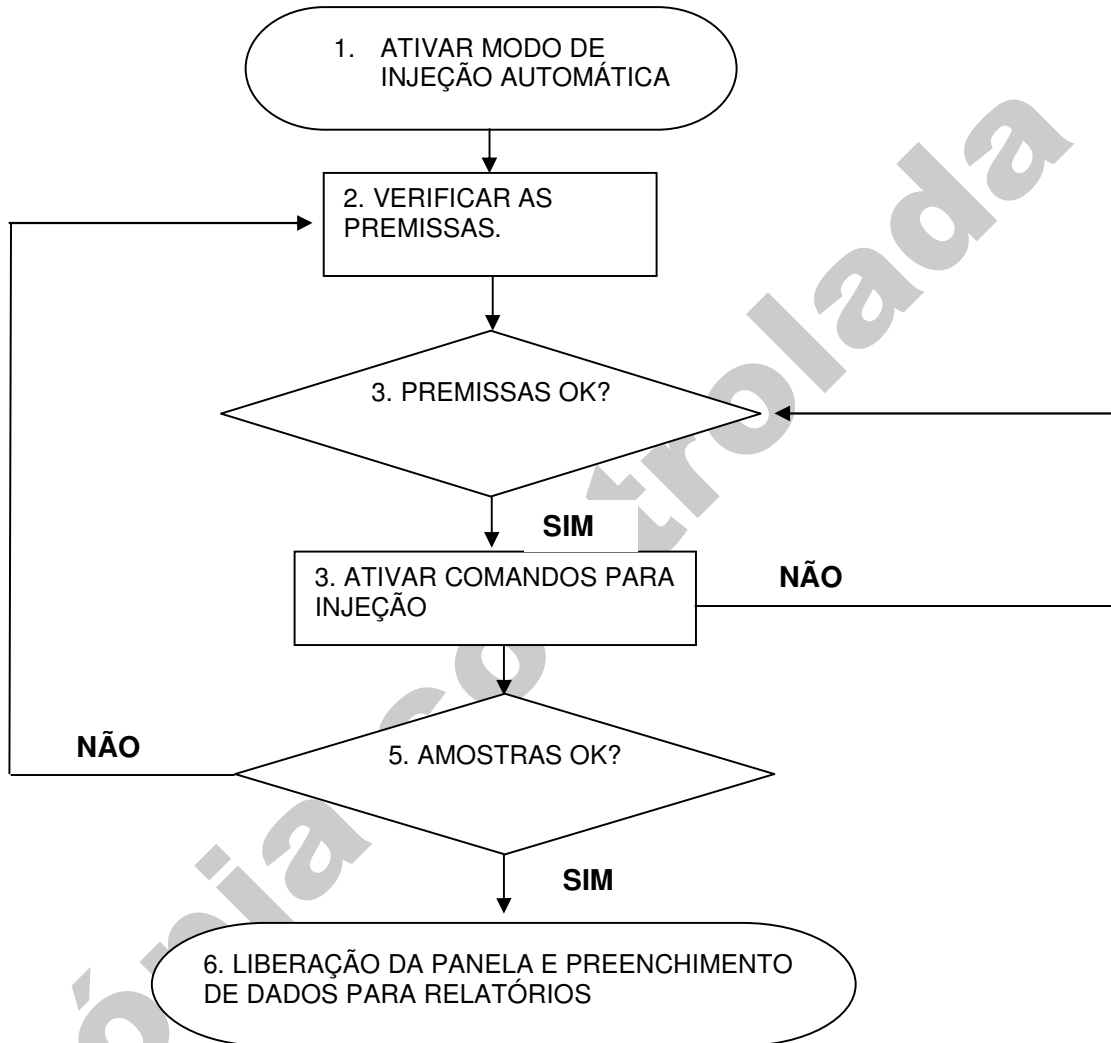 1. ATIVAR MODO DE
INJEÇÃO AUTOMÁTICA
2. VERIFICAR AS
PREMISSAS.
3. PREMISSAS OK?
SIM
3. ATIVAR COMANDOS PARA
INJEÇÃO
NÃO
NÃO
5. AMOSTRAS OK?
SIM
6. LIBERAÇÃO DA PANELA E PREENCHIMENTO
DE DADOS PARA RELATÓRIOS